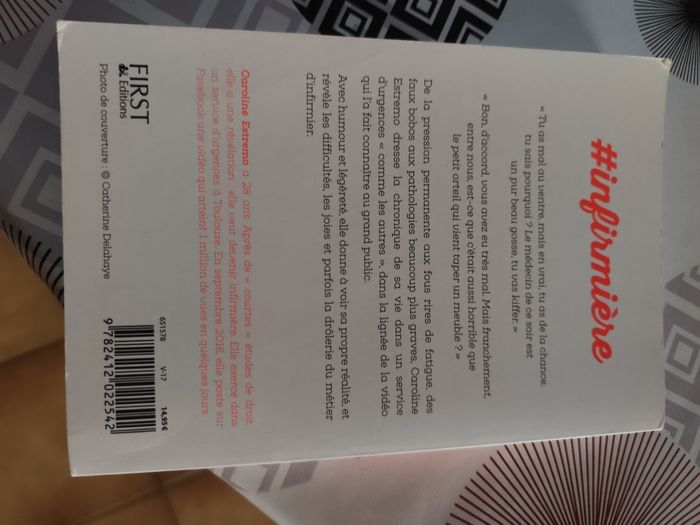 #infirmière
« Tu as mal au ventre, mais en vrai, tu as de la chance,
tu sais pourquoi ? Le médecin de ce soir est
un pur beau gosse, tu vas kiffer. »
« Bon, d'accord, vous avez eu très mal. Mais franchement,
entre nous, est-ce que c'était aussi horrible que
le petit orteil qui vient taper un meuble ? »
De la pression permanente aux fous rires de fatigue, des
faux bobos aux pathologies beaucoup plus graves, Caroline
Estremo dresse la chronique de sa vie dans un service
d'urgences « comme les autres », dans la lignée de la vidéo
qui l'a fait connaître au grand public.
Avec humour et légèreté, elle donne à voir sa propre réalité, et
révèle les difficultés, les joies et parfois la drôlerie du métier
d'infirmier.
Caroline Estremo a 28 ans. Après de « courtes » études de droit,
elle a une révélation : elle veut devenir infirmière. Elle exerce dans
un service d'urgences à Toulouse. En septembre 2016, elle poste sur
Facebook une vidéo qui atteint 1 million de vues en quelques jours.
FIRST
Editions
Photo de couverture : © Catherine Delahaye
651578 V-17 14,95€
9 782412 022542